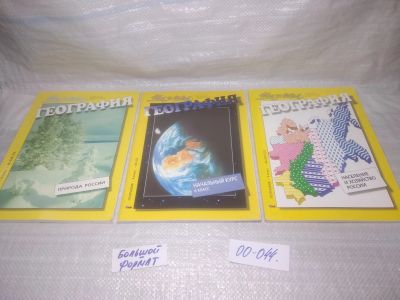 ГЕОГРАФИЯ
ПРИРОДА РОССИИ
ГЕОГРАФИЯ
НАЧАЛЬНЫЙ КУРС
ГЕОГРАФИЯ
НАСЕЛЕНИЕ
И ХОЗЯЙСТВО
РОССИИ
БОЛЬШОЙ
ФОРМАТ
00-044.